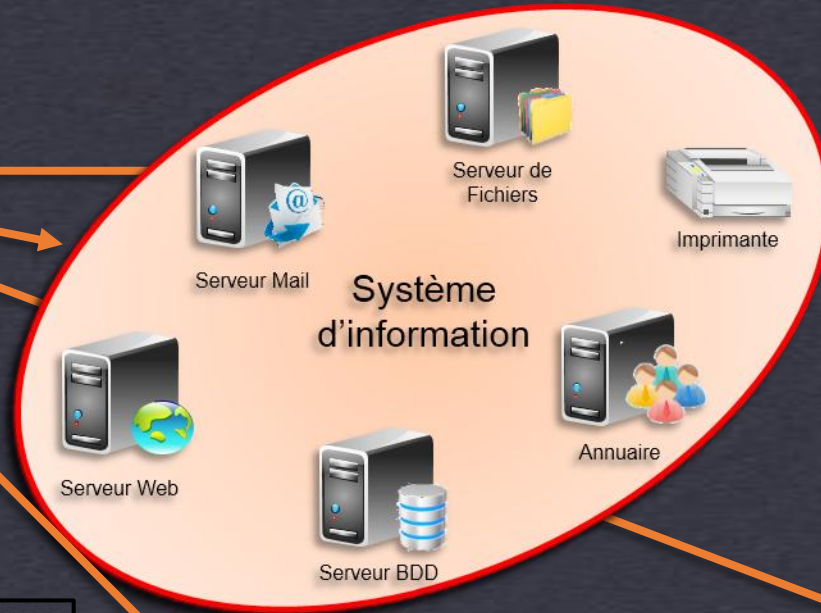 Serveur de
Fichiers
Imprimante
Serveur Mail
Système
d'information
Annuaire
Serveur Web
Serveur BDD